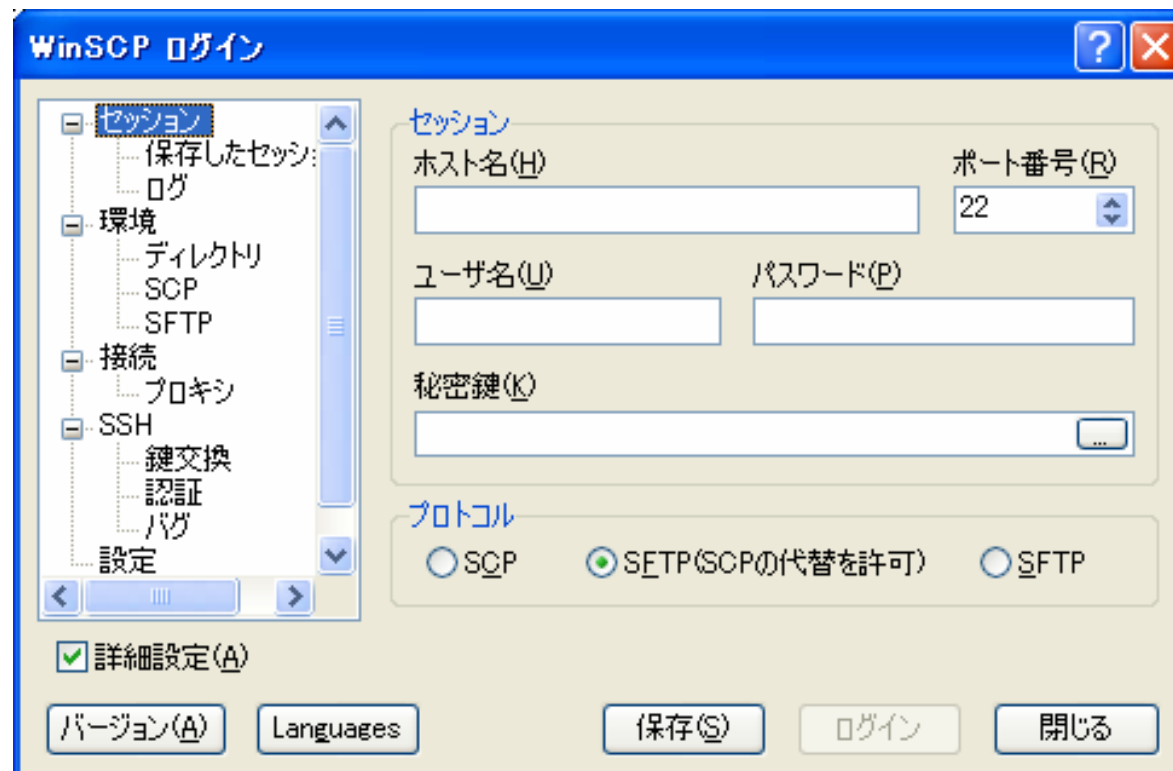 WinSCP ログイン
セッション
保存したセッシ
ログ
環境
ディレクトリ
SCP
SFTP
接続
プロキシ
SSH
鍵交換
認証
バグ
設定
セッション
ホスト名(H)
ポート番号(R)
22
ユーザ名(U)
パスワード(P)
秘密鍵(K)
...
プロトコル
SCP
SFTP(SCPの代替を許可)
SFTP
詳細設定(A)
バージョン(A)
Languages
保存(S)
ログイン
閉じる